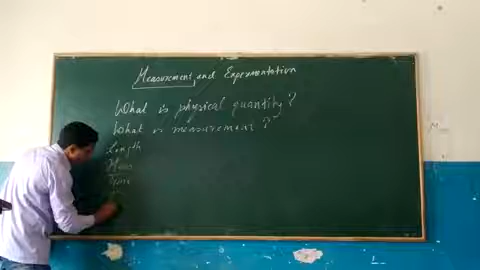 Measurement and Experimentation
What is physical quantity?
What is measurement?
Length
Mass
Time